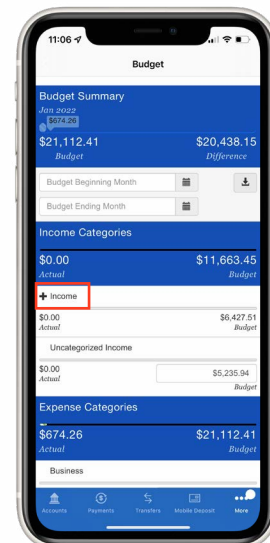 11:06
Budget
Budget Summary
Jan 2022
$674.26
$21,112.41 $20,438.15
Budget Difference
Budget Beginning Month
Budget Ending Month
Income Categories
$0.00 $11,663.45
Actual Budget
+ Income
$0.00 $6,427.51
Actual Budget
Uncategorized Income
$0.00 $5,235.94
Actual Budget
Expense Categories
$674.26 $21,112.41
Actual Budget
Business
Accounts Payments Transfers Mobile Deposit More